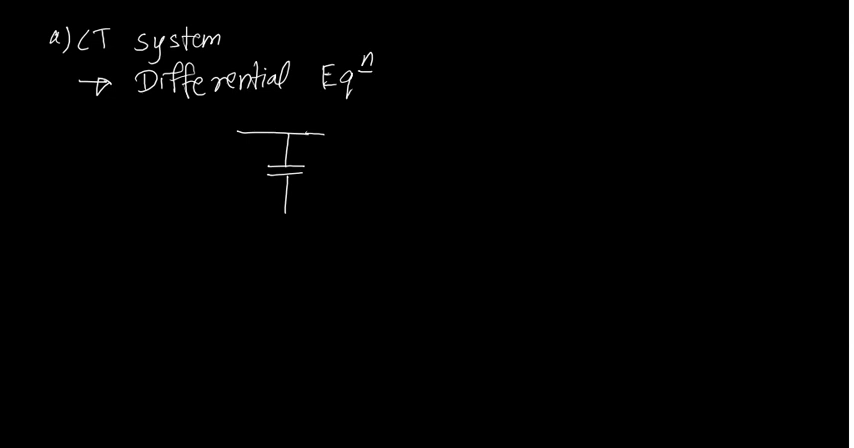 a) CT system
→ Differential Eqn